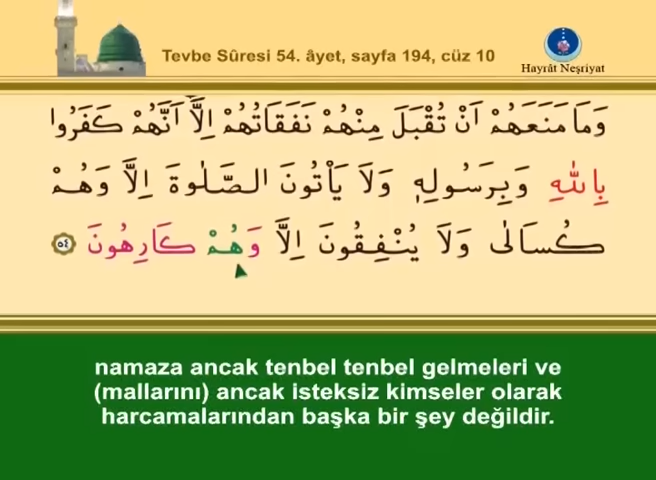 Tevbe Sûresi 54. âyet, sayfa 194, cüz 10
Hayrât Neşriyat
وَمَا مَنَعَهُمْ اَنْ تُقْبَلَ مِنْهُمْ نَفَقَاتُهُمْ اِلَّٓا اَنَّهُمْ كَفَرُوا
بِاللّٰهِ وَبِرَسُولِهٖ وَلَا يَاْتُونَ الصَّلٰوةَ اِلَّا وَهُمْ
كُسَالٰى وَلَا يُنْفِقُونَ اِلَّا وَهُمْ كَارِهُونَ ٥٤
namaza ancak tenbel tenbel gelmeleri ve
(mallarını) ancak isteksiz kimseler olarak
harcamalarından başka bir şey değildir.